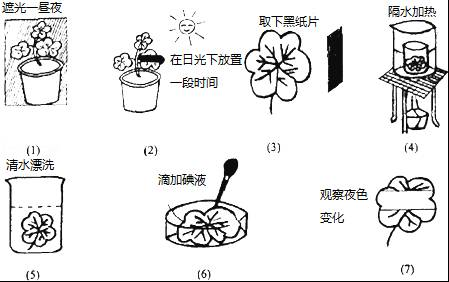 遮光一昼夜
(1)
在日光下放置
一段时间
(2)
取下黑纸片
(3)
隔水加热
(4)
清水漂洗
(5)
滴加碘液
(6)
观察夜色
变化
(7)